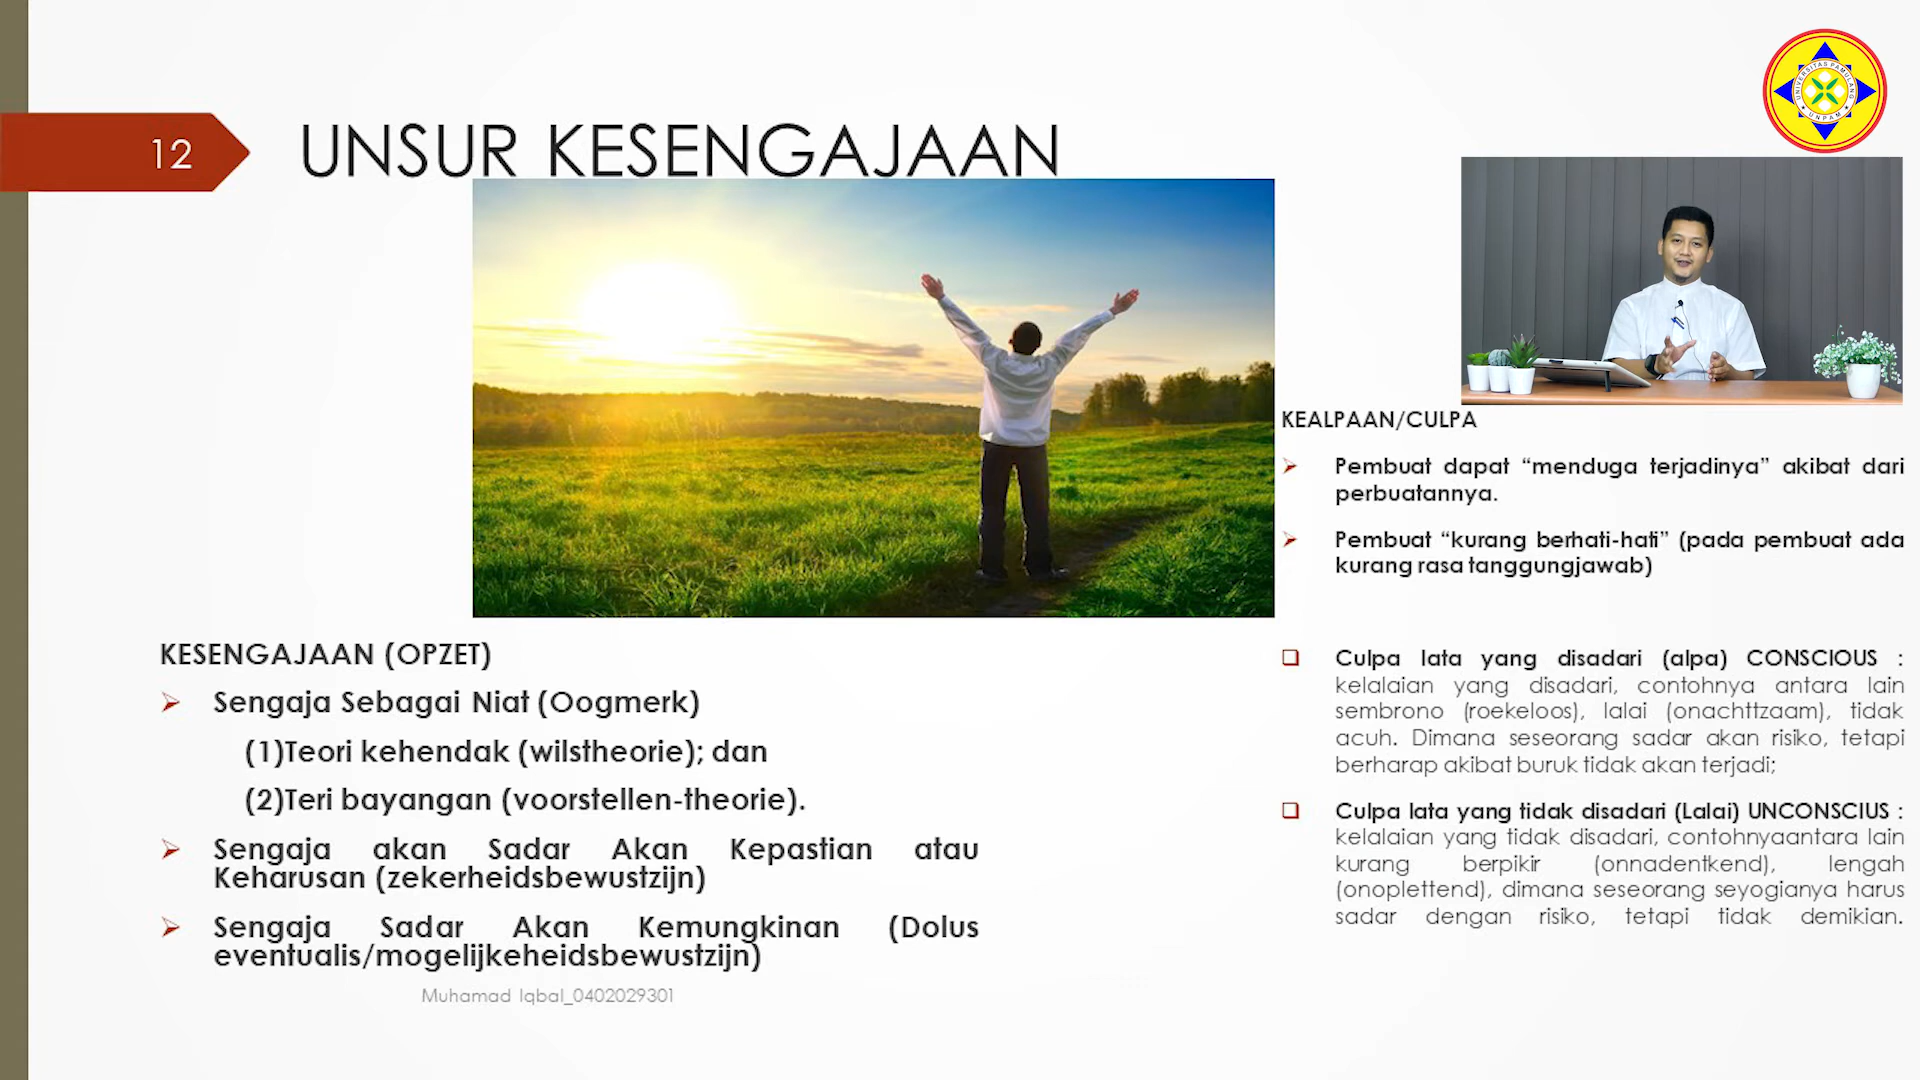 12
UNSUR KESENGAJAAN
UNIVERSITAS PAMULANG
UNPAM
KESENGAJAAN (OPZET)
Sengaja Sebagai Niat (Oogmerk)
(1)Teori kehendak (wilstheorie); dan
(2)Teri bayangan (voorstellen-theorie).
Sengaja akan Sadar Akan Kepastian atau
Keharusan (zekerheidsbewustzijn)
Sengaja Sadar Akan Kemungkinan (Dolus
eventualis/mogelijkeheidsbewustzijn)
KEALPAAN/CULPA
Pembuat dapat “menduga terjadinya” akibat dari
perbuatannya.
Pembuat “kurang berhati-hati” (pada pembuat ada
kurang rasa tanggungjawab)
Culpa lata yang disadari (alpa) CONSCIOUS :
kelalaian yang disadari, contohnya antara lain
sembrono (roekeloos), lalai (onachttzaam), tidak
acuh. Dimana seseorang sadar akan risiko, tetapi
berharap akibat buruk tidak akan terjadi;
Culpa lata yang tidak disadari (Lalai) UNCONSCIUS :
kelalaian yang tidak disadari, contohnyaantara lain
kurang berpikir (onnadentkend), lengah
(onoplettend), dimana seseorang seyogianya harus
sadar dengan risiko, tetapi tidak demikian.
Muhamad Iqbal_0402029301